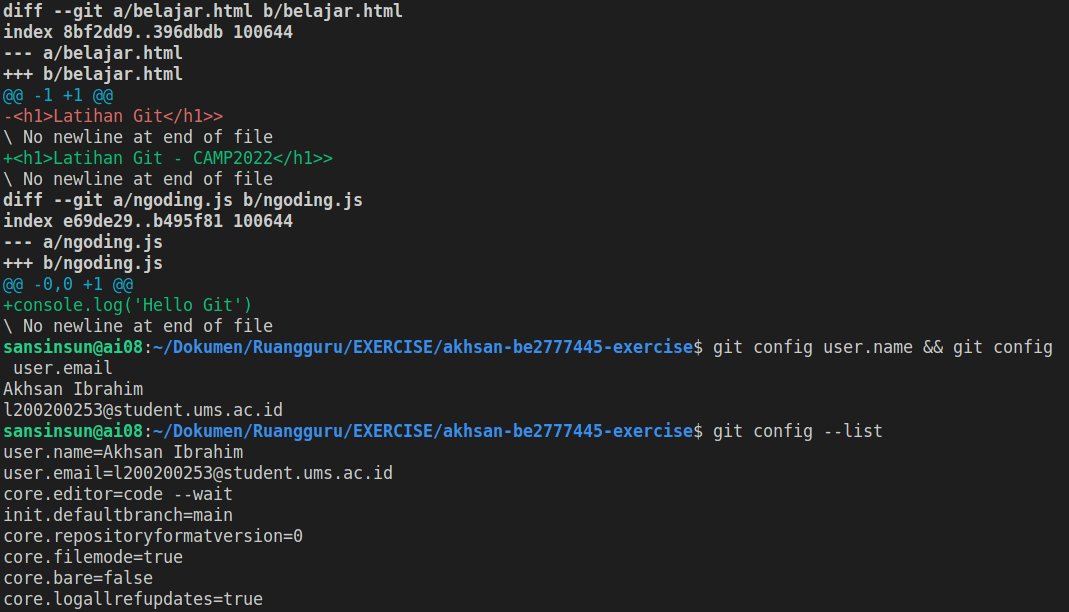 diff --git a/belajar.html b/belajar.html
index 8bf2dd9..396dbdb 100644
--- a/belajar.html
+++ b/belajar.html
@@ -1 +1 @@
-<h1>Latihan Git</h1>>
\ No newline at end of file
+<h1>Latihan Git - CAMP2022</h1>>
\ No newline at end of file
diff --git a/ngoding.js b/ngoding.js
index e69de29..b495f81 100644
--- a/ngoding.js
+++ b/ngoding.js
@@ -0,0 +1 @@
+console.log('Hello Git')
\ No newline at end of file
sansinsun@ai08:~/Dokumen/Ruangguru/EXERCISE/akhsan-be2777445-exercise$ git config user.name && git config
 user.email
Akhsan Ibrahim
l200200253@student.ums.ac.id
sansinsun@ai08:~/Dokumen/Ruangguru/EXERCISE/akhsan-be2777445-exercise$ git config --list
user.name=Akhsan Ibrahim
user.email=l200200253@student.ums.ac.id
core.editor=code --wait
init.defaultbranch=main
core.repositoryformatversion=0
core.filemode=true
core.bare=false
core.logallrefupdates=true